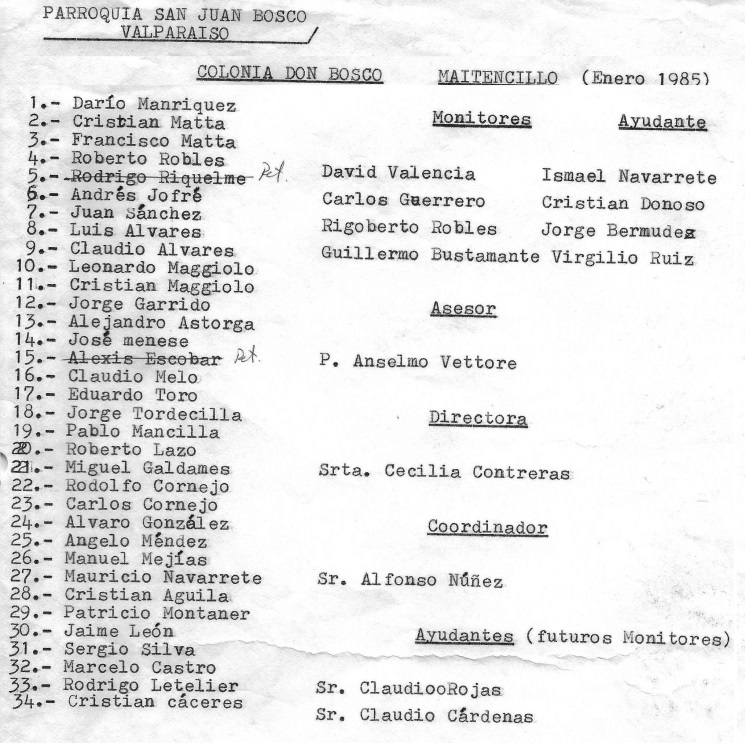 PARROQUIA SAN JUAN BOSCO
VALPARAISO
COLONIA DON BOSCO MAITENCILLO (Enero 1985)
1.- Darío Manriquez
2.- Cristian Matta
3.- Francisco Matta
4.- Roberto Robles
5.- Rodrigo Riquelme Ret.
6.- Andrés Jofré
7.- Juan Sánchez
8.- Luis Alvares
9.- Claudio Alvares
10.- Leonardo Maggiolo
11.- Cristian Maggiolo
12.- Jorge Garrido
13.- Alejandro Astorga
14.- José menese
15.- Alexis Escobar Ret.
16.- Claudio Melo
17.- Eduardo Toro
18.- Jorge Tordecilla
19.- Pablo Mancilla
20.- Roberto Lazo
21.- Miguel Galdames
22.- Rodolfo Cornejo
23.- Carlos Cornejo
24.- Alvaro González
25.- Angelo Méndez
26.- Manuel Mejías
27.- Mauricio Navarrete
28.- Cristian Aguila
29.- Patricio Montaner
30.- Jaime León
31.- Sergio Silva
32.- Marcelo Castro
33.- Rodrigo Letelier
34.- Cristian cáceres
Monitores Ayudante
David Valencia Ismael Navarrete
Carlos Guerrero Cristian Donoso
Rigoberto Robles Jorge Bermudez
Guillermo Bustamante Virgilio Ruiz
Asesor
P. Anselmo Vettore
Directora
Srta. Cecilia Contreras
Coordinador
Sr. Alfonso Núñez
Ayudantes (futuros Monitores)
Sr. ClaudiooRojas
Sr. Claudio Cárdenas